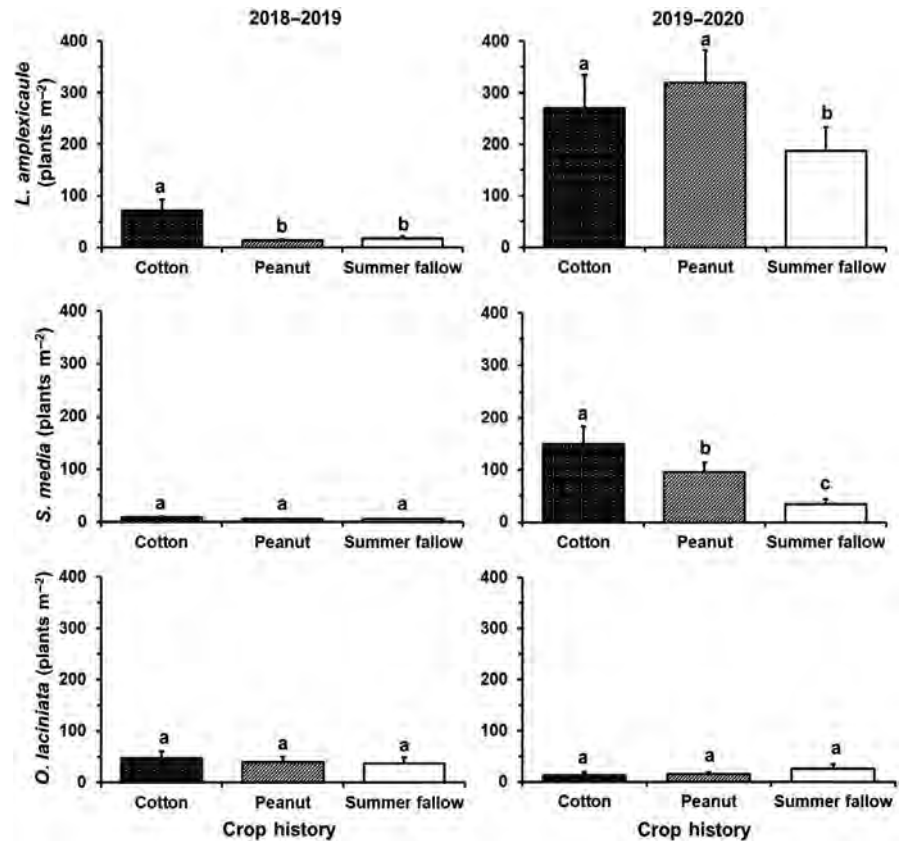 2018–2019
2019–2020
L. amplexicaule
(plants m⁻²)
400
300
200
100
0
a
b
b
Cotton
Peanut
Summer fallow
400
300
200
100
0
a
a
b
Cotton
Peanut
Summer fallow
S. media (plants m⁻²)
400
300
200
100
0
a
a
a
Cotton
Peanut
Summer fallow
400
300
200
100
0
a
b
c
Cotton
Peanut
Summer fallow
O. laciniata (plants m⁻²)
400
300
200
100
0
a
a
a
Cotton
Peanut
Summer fallow
Crop history
400
300
200
100
0
a
a
a
Cotton
Peanut
Summer fallow
Crop history